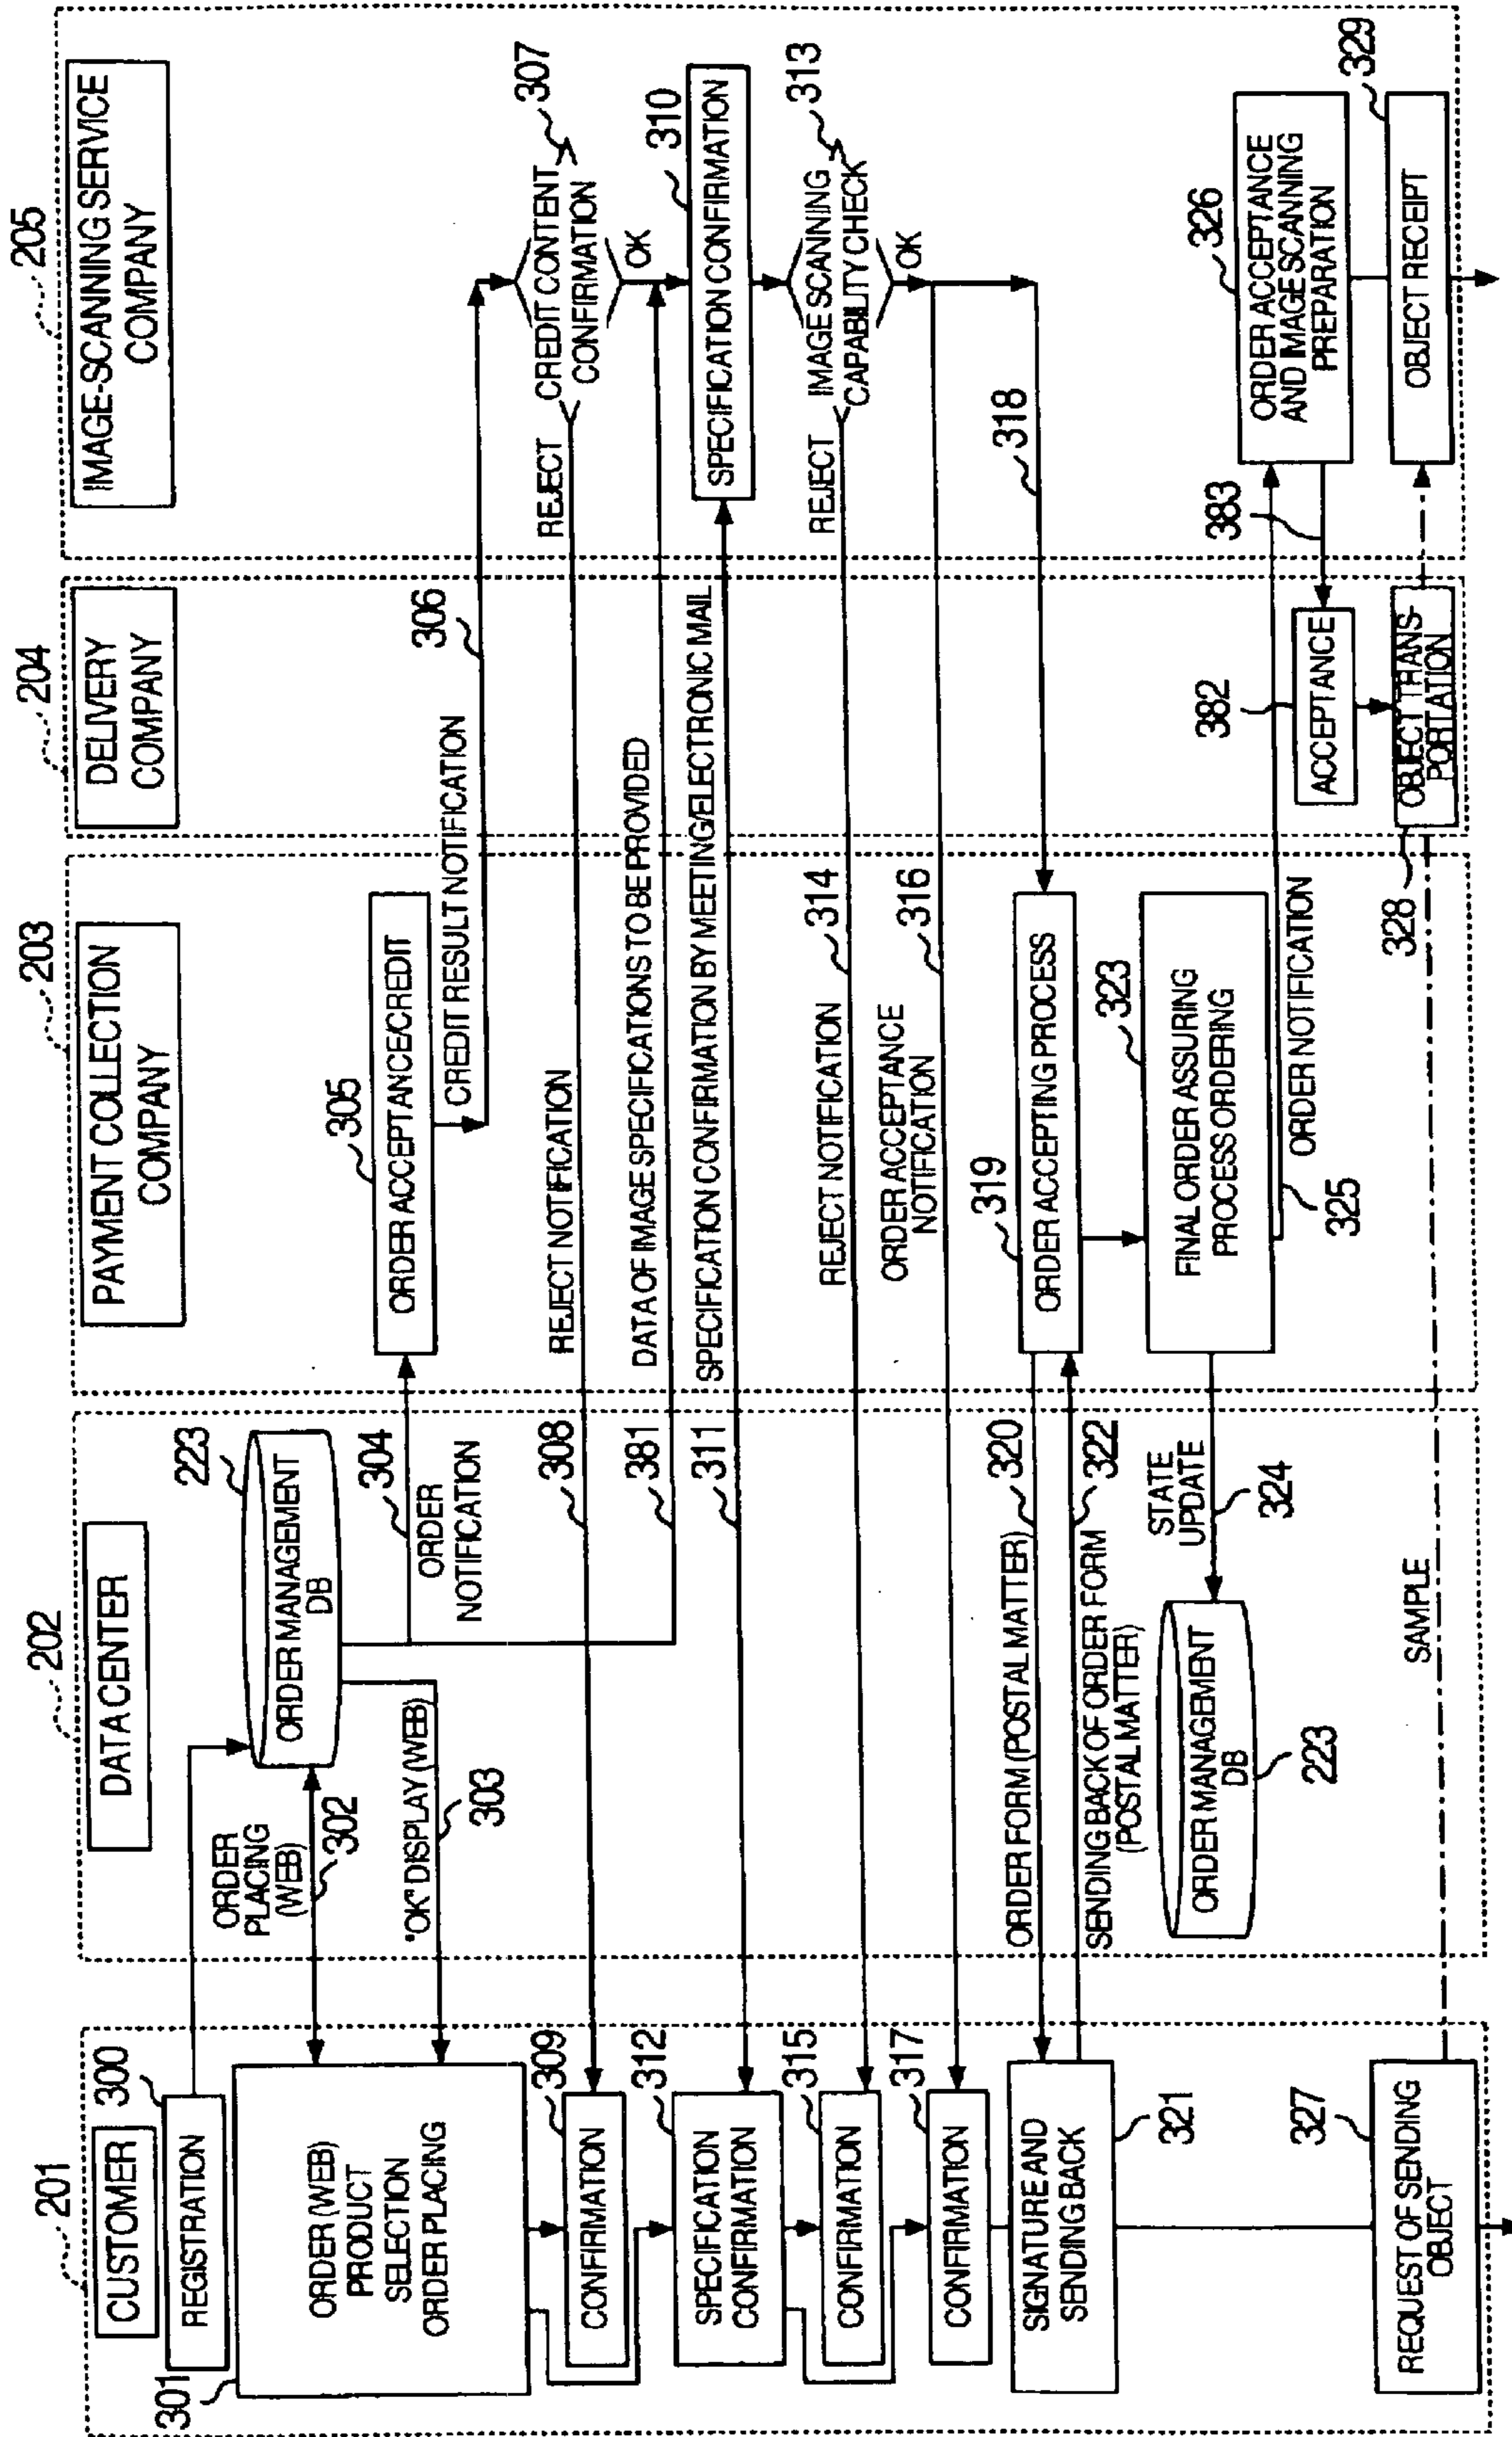 201
CUSTOMER
300
REGISTRATION
301
ORDER (WEB)
PRODUCT
SELECTION
ORDER PLACING
309
CONFIRMATION
312
SPECIFICATION
CONFIRMATION
315
CONFIRMATION
317
CONFIRMATION
SIGNATURE AND
SENDING BACK
321
327
REQUEST OF SENDING
OBJECT
202
DATA CENTER
ORDER
PLACING
(WEB)
302
"OK" DISPLAY (WEB)
303
223
ORDER MANAGEMENT
DB
304
ORDER
NOTIFICATION
308
381
311
ORDER FORM (POSTAL MATTER)
320
SENDING BACK OF ORDER FORM
(POSTAL MATTER)
322
STATE
UPDATE
324
ORDER MANAGEMENT
DB
223
SAMPLE
203
PAYMENT COLLECTION
COMPANY
305
ORDER ACCEPTANCE/CREDIT
CREDIT RESULT NOTIFICATION
REJECT NOTIFICATION
DATA OF IMAGE SPECIFICATIONS TO BE PROVIDED
SPECIFICATION CONFIRMATION BY MEETING/ELECTRONIC MAIL
REJECT NOTIFICATION
314
ORDER ACCEPTANCE
NOTIFICATION
316
319
ORDER ACCEPTING PROCESS
323
FINAL ORDER ASSURING
PROCESS ORDERING
325
ORDER NOTIFICATION
204
DELIVERY
COMPANY
306
382
ACCEPTANCE
328
OBJECT TRANS-
PORTATION
205
IMAGE-SCANNING SERVICE
COMPANY
307
CREDIT CONTENT
CONFIRMATION
REJECT
OK
310
SPECIFICATION CONFIRMATION
313
IMAGE SCANNING
CAPABILITY CHECK
REJECT
OK
318
326
ORDER ACCEPTANCE
AND IMAGE SCANNING
PREPARATION
383
329
OBJECT RECEIPT